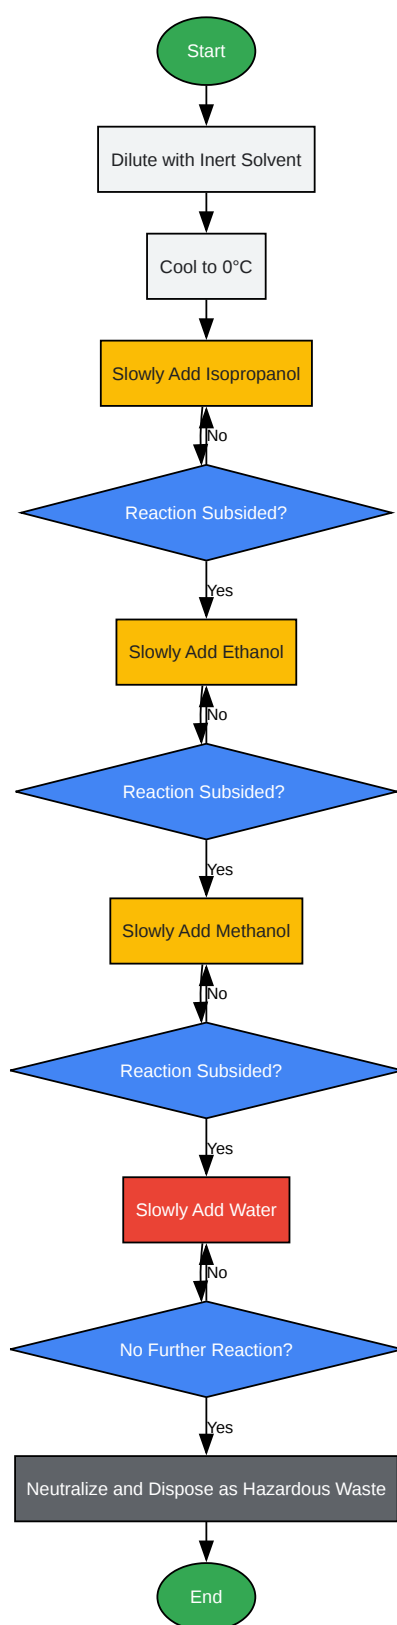 Start
Dilute with Inert Solvent
Cool to 0°C
Slowly Add Isopropanol
No
Reaction Subsided?
Yes
Slowly Add Ethanol
No
Reaction Subsided?
Yes
Slowly Add Methanol
No
Reaction Subsided?
Yes
Slowly Add Water
No
No Further Reaction?
Yes
Neutralize and Dispose as Hazardous Waste
End